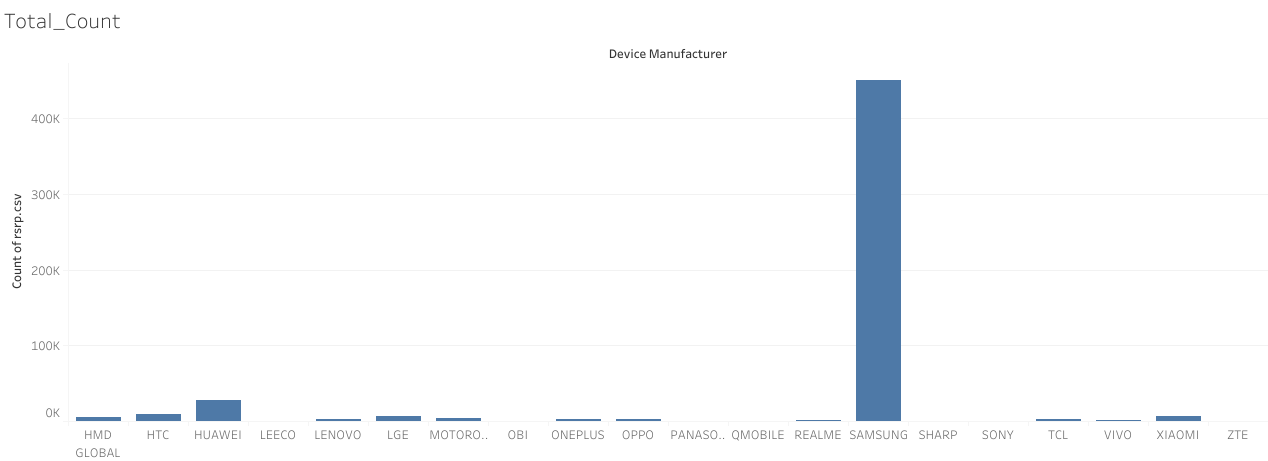 Total_Count
Device Manufacturer
Count of rsrp.csv
400K
300K
200K
100K
0K
HMD GLOBAL
HTC
HUAWEI
LEECO
LENOVO
LGE
MOTORO..
OBI
ONEPLUS
OPPO
PANASO..
QMOBILE
REALME
SAMSUNG
SHARP
SONY
TCL
VIVO
XIAOMI
ZTE